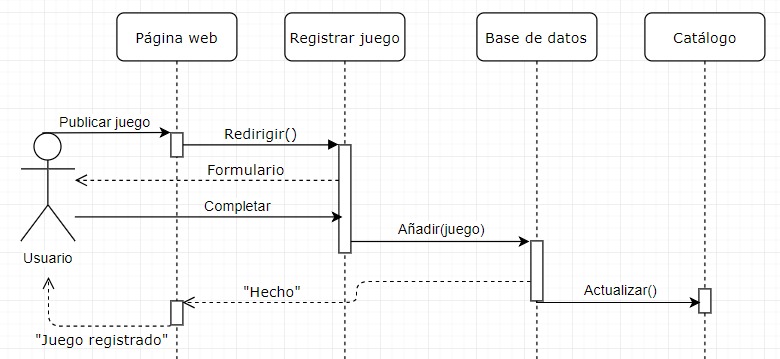 Página web
Registrar juego
Base de datos
Catálogo
Publicar juego
Redirigir()
Formulario
Completar
Añadir(juego)
Usuario
"Hecho"
Actualizar()
"Juego registrado"